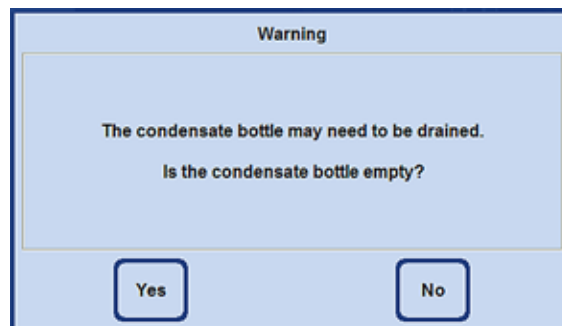 Warning
The condensate bottle may need to be drained.
Is the condensate bottle empty?
Yes
No